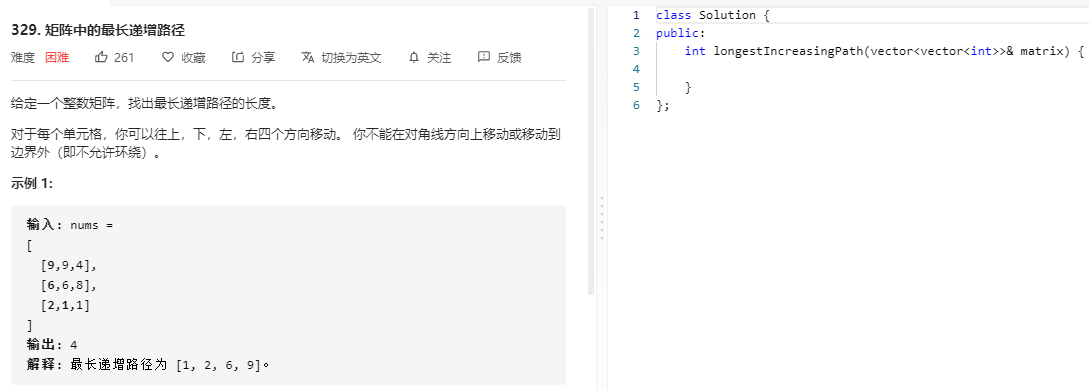 329. 矩阵中的最长递增路径
难度 困难 261 收藏 分享 切换为英文 关注 反馈
给定一个整数矩阵，找出最长递增路径的长度。
对于每个单元格，你可以往上，下，左，右四个方向移动。 你不能在对角线方向上移动或移动到
边界外（即不允许环绕）。
示例 1:
输入: nums =
[
  [9,9,4],
  [6,6,8],
  [2,1,1]
]
输出: 4
解释: 最长递增路径为 [1, 2, 6, 9]。
1 class Solution {
2 public:
3     int longestIncreasingPath(vector<vector<int>>& matrix) {
4
5     }
6 };